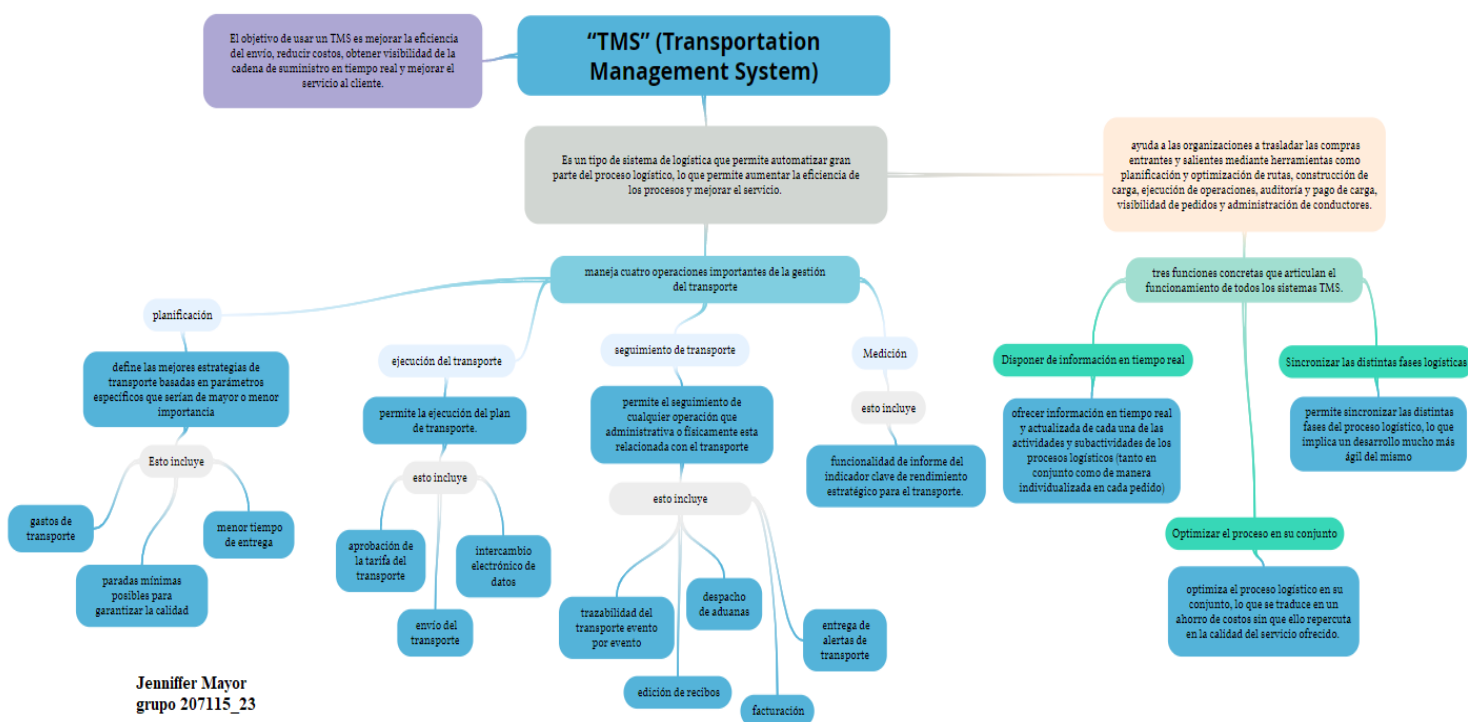 El objetivo de usar un TMS es mejorar la eficiencia
del envío, reducir costos, obtener visibilidad de la
cadena de suministro en tiempo real y mejorar el
servicio al cliente.
“TMS” (Transportation
Management System)
Es un tipo de sistema de logística que permite automatizar gran
parte del proceso logístico, lo que permite aumentar la eficiencia de
los procesos y mejorar el servicio.
ayuda a las organizaciones a trasladar las compras
entrantes y salientes mediante herramientas como
planificación y optimización de rutas, construcción de
carga, ejecución de operaciones, auditoría y pago de carga,
visibilidad de pedidos y administración de conductores.
maneja cuatro operaciones importantes de la gestión
del transporte
planificación
define las mejores estrategias de
transporte basadas en parámetros
específicos que serían de mayor o menor
importancia
Esto incluye
gastos de
transporte
paradas mínimas
posibles para
garantizar la calidad
menor tiempo
de entrega
ejecución del transporte
permite la ejecución del plan
de transporte.
esto incluye
aprobación de
la tarifa del
transporte
envío del
transporte
intercambio
electrónico de
datos
seguimiento de transporte
permite el seguimiento de
cualquier operación que
administrativa o físicamente esta
relacionada con el transporte
esto incluye
trazabilidad del
transporte evento
por evento
edición de recibos
despacho
de aduanas
facturación
entrega de
alertas de
transporte
Medición
esto incluye
funcionalidad de informe del
indicador clave de rendimiento
estratégico para el transporte.
tres funciones concretas que articulan el
funcionamiento de todos los sistemas TMS.
Disponer de información en tiempo real
ofrecer información en tiempo real
y actualizada de cada una de las
actividades y subactividades de los
procesos logísticos (tanto en
conjunto como de manera
individualizada en cada pedido)
Optimizar el proceso en su conjunto
optimiza el proceso logístico en su
conjunto, lo que se traduce en un
ahorro de costos sin que ello repercuta
en la calidad del servicio ofrecido.
Sincronizar las distintas fases logísticas
permite sincronizar las distintas
fases del proceso logístico, lo que
implica un desarrollo mucho más
ágil del mismo
Jenniffer Mayor
grupo 207115_23